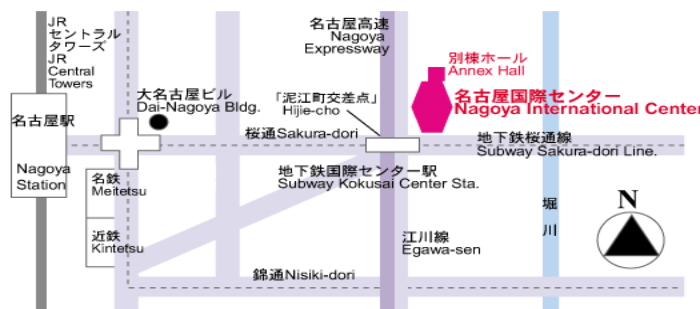 JR
セントラル
タワーズ
JR
Central
Towers
名古屋駅
Nagoya
Station
大名古屋ビル
Dai-Nagoya Bldg.
名鉄
Meitetsu
近鉄
Kintetsu
名古屋高速
Nagoya
Expressway
「泥江町交差点」
Hijie-cho
桜通Sakura-dori
地下鉄国際センター駅
Subway Kokusai Center Sta.
別棟ホール
Annex Hall
名古屋国際センター
Nagoya International Center
地下鉄桜通線
Subway Sakura-dori Line.
堀川
江川線
Egawa-sen
錦通Nisiki-dori
N